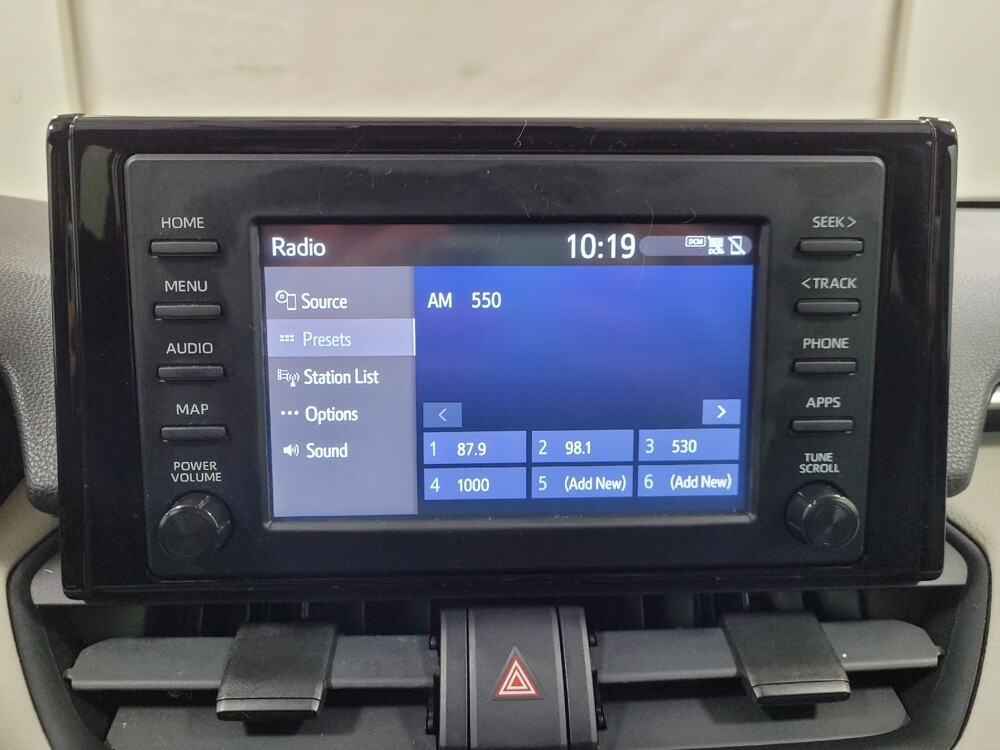 HOME
MENU
AUDIO
MAP
POWER
VOLUME
Radio
10:19
DCM
Source
Presets
Station List
Options
Sound
AM 550
<
>
1 87.9
2 98.1
3 530
4 1000
5 (Add New)
6 (Add New)
SEEK >
< TRACK
PHONE
APPS
TUNE
SCROLL